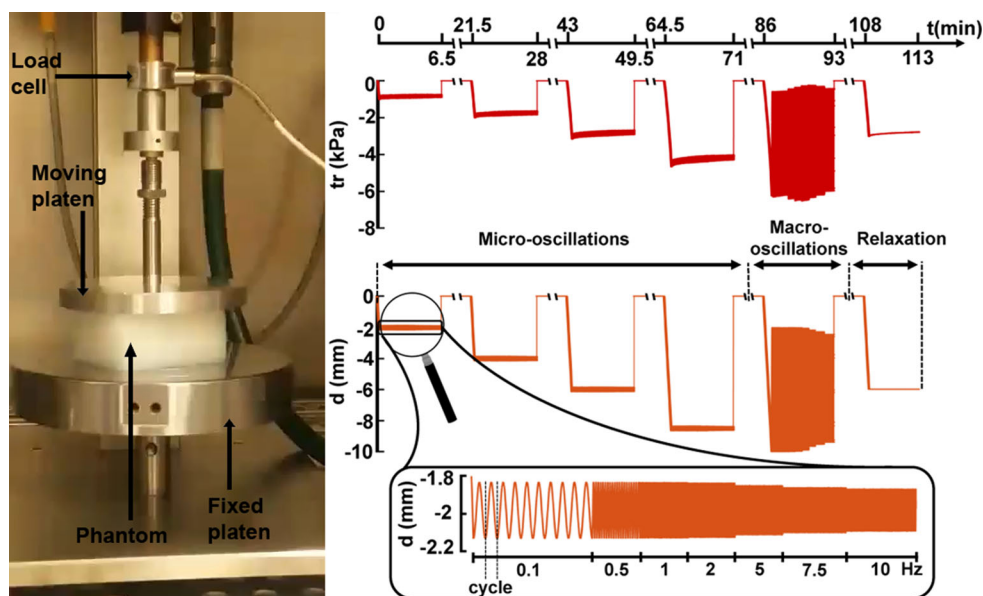 Load
cell
Moving
platen
Phantom
Fixed
platen
0 21.5 43 64.5 86 108 t(min)
6.5 28 49.5 71 93 113
0
-2
-4
-6
-8
tr (kPa)
Micro-oscillations
Macro-
oscillations
Relaxation
0
-2
-4
-6
-8
-10
d (mm)
-1.8
-2
-2.2
d (mm)
0.1 0.5 1 2 5 7.5 10 Hz
cycle